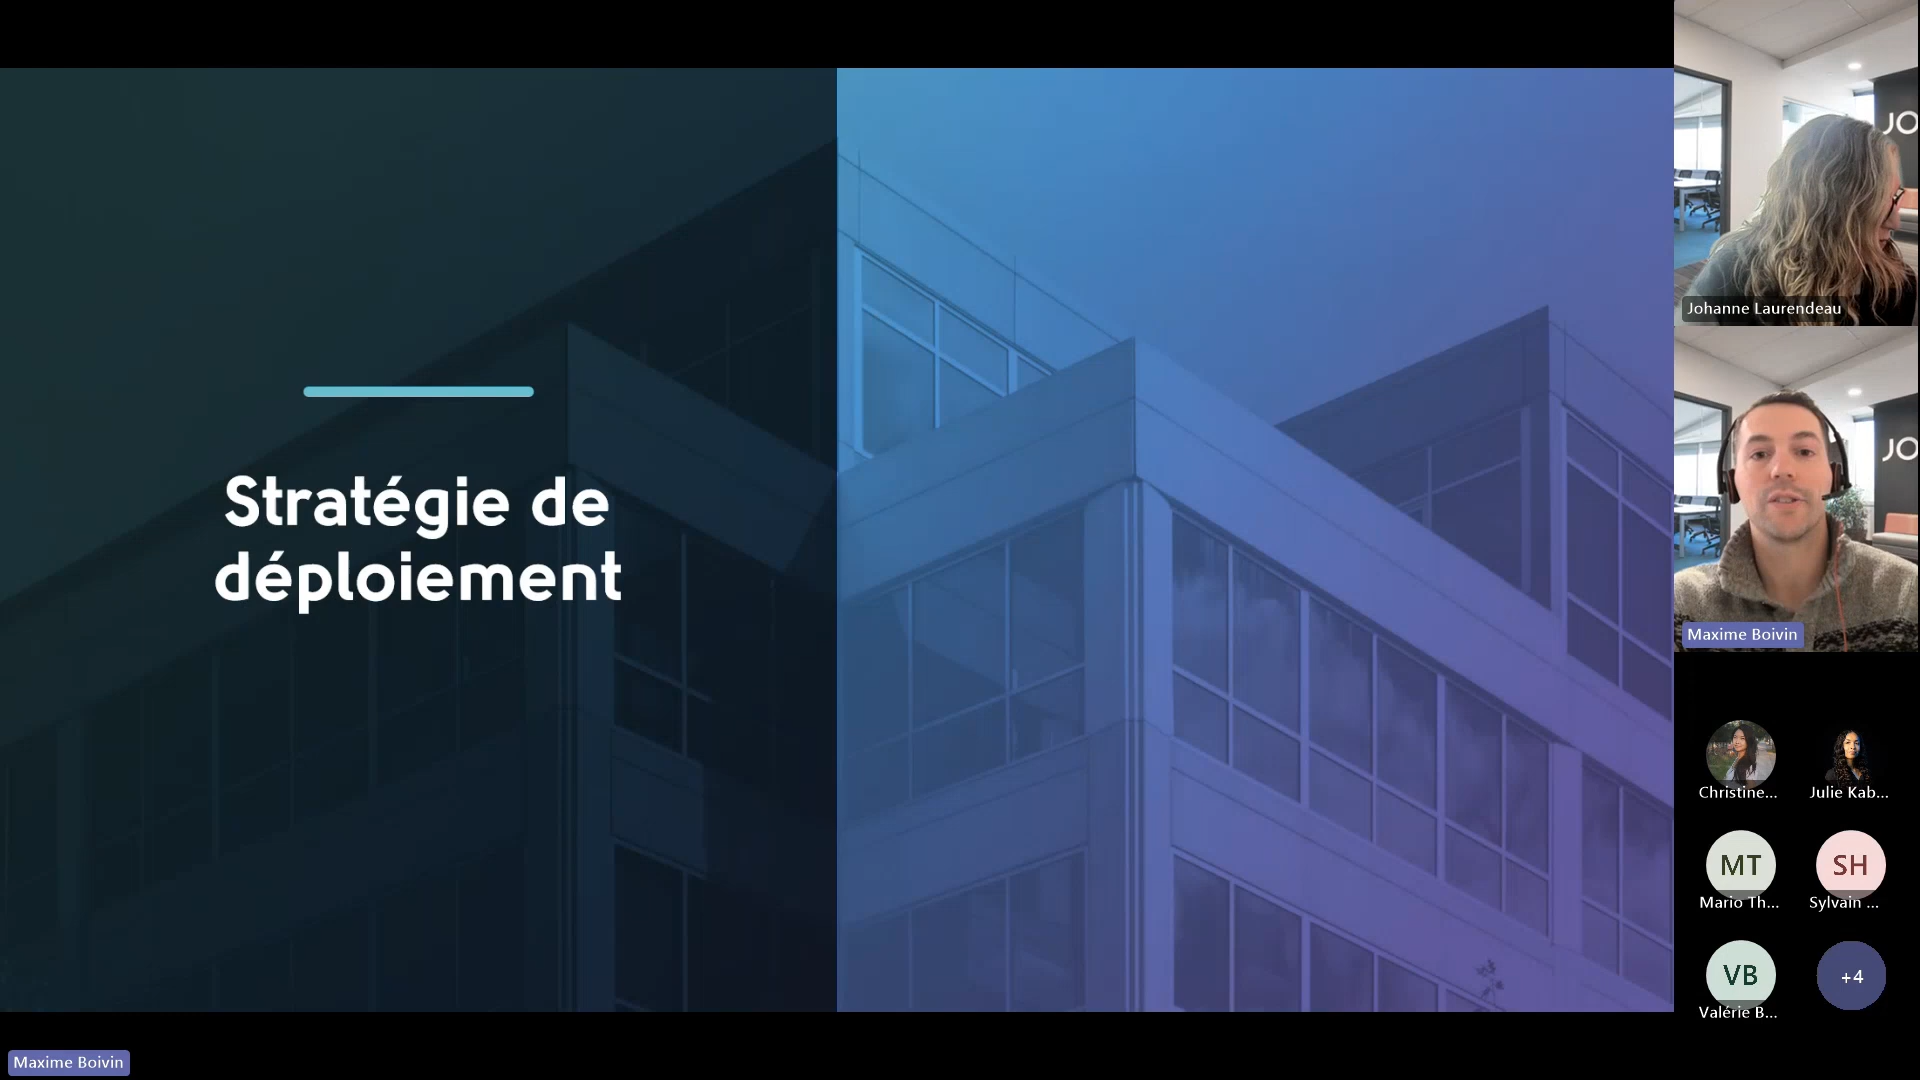 Stratégie de
déploiement
JO
Johanne Laurendeau
JO
Maxime Boivin
Christine...
Julie Kab...
MT
SH
Mario Th...
Sylvain ...
VB
+4
Valérie B...
Maxime Boivin